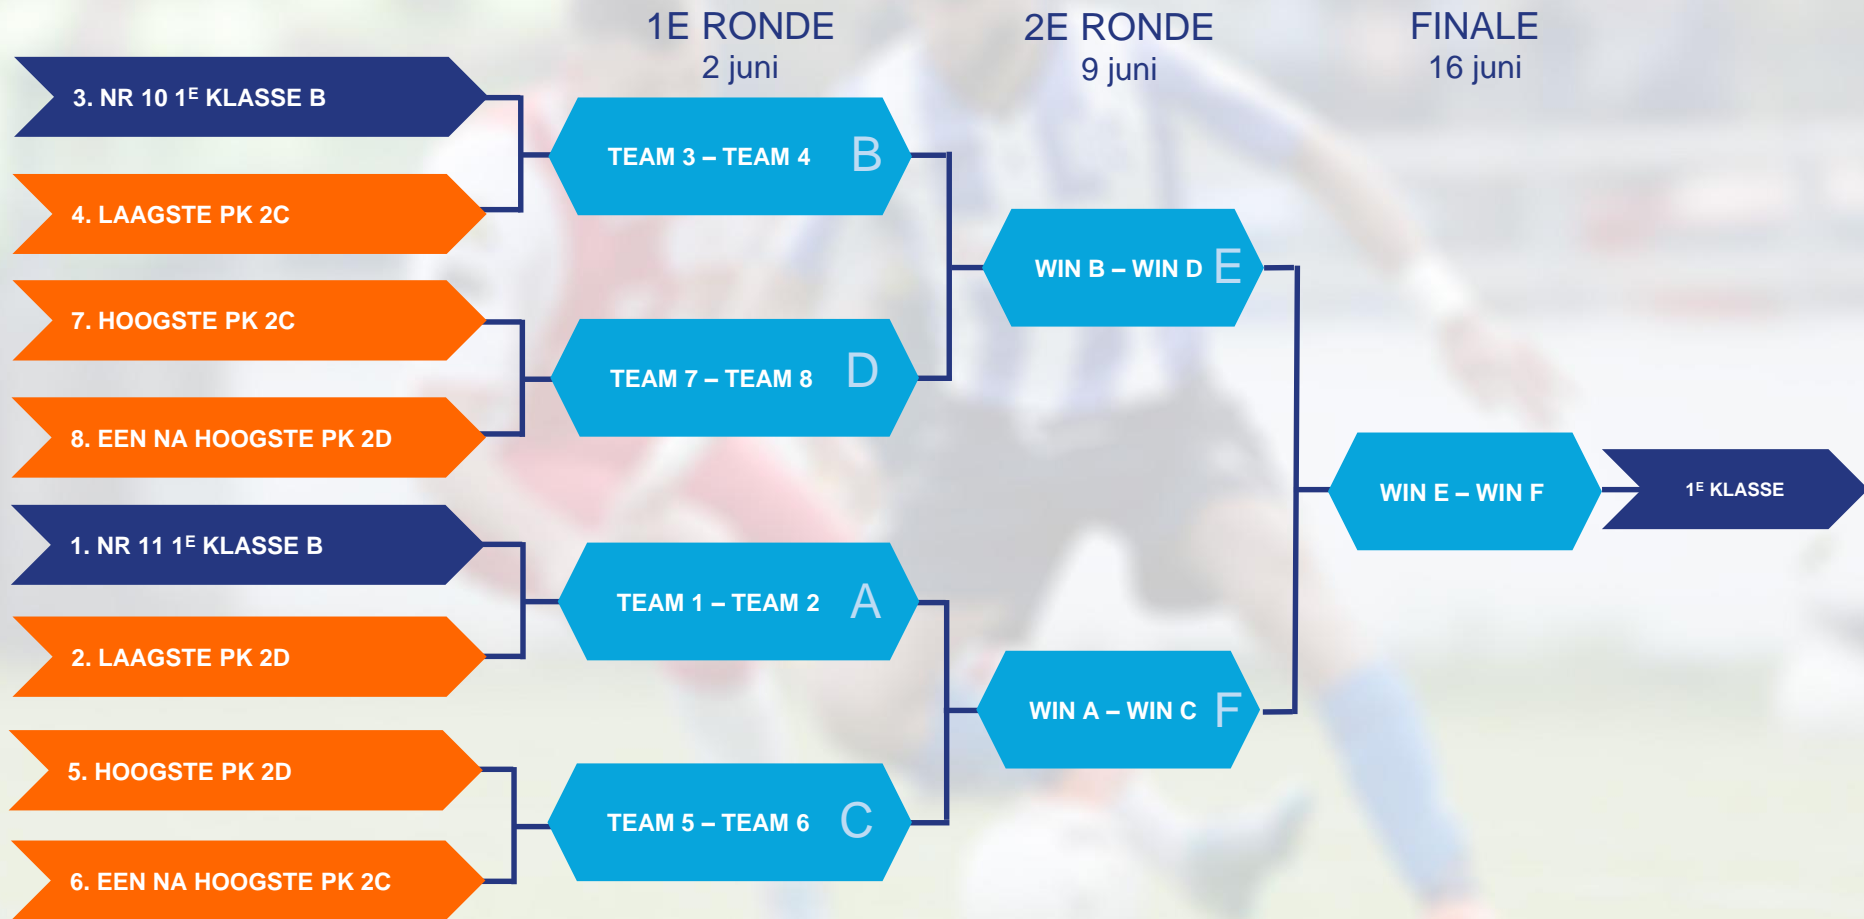 1E RONDE
2 juni
2E RONDE
9 juni
FINALE
16 juni
3. NR 10 1E KLASSE B
4. LAAGSTE PK 2C
7. HOOGSTE PK 2C
8. EEN NA HOOGSTE PK 2D
1. NR 11 1E KLASSE B
2. LAAGSTE PK 2D
5. HOOGSTE PK 2D
6. EEN NA HOOGSTE PK 2C
TEAM 3 – TEAM 4 B
TEAM 7 – TEAM 8 D
TEAM 1 – TEAM 2 A
TEAM 5 – TEAM 6 C
WIN B – WIN D E
WIN A – WIN C F
WIN E – WIN F
1E KLASSE